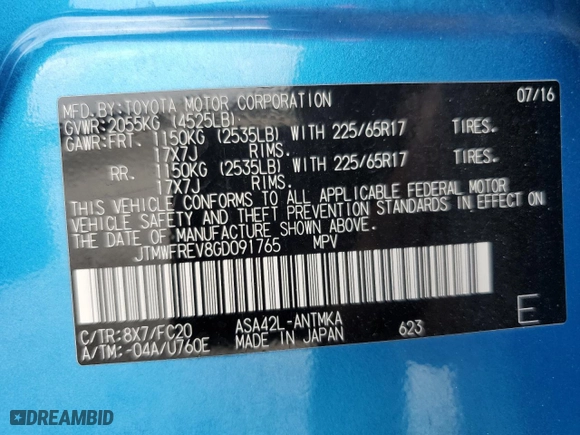 MFD.BY:TOYOTA MOTOR CORPORATION 07/16
GVWR:2055KG (4525LB)
GAWR:FRT. 1150KG (2535LB) WITH 225/65R17 TIRES.
17X7J RIMS.
RR. 1150KG (2535LB) WITH 225/65R17 TIRES.
17X7J RIMS.
THIS VEHICLE CONFORMS TO ALL APPLICABLE FEDERAL MOTOR
VEHICLE SAFETY AND THEFT PREVENTION STANDARDS IN EFFECT ON
THE DATE OF MANUFACTURE SHOWN ABOVE.
JTMWFREV8GD091765 MPV
C/TR:8X7/FC20 ASA42L-ANTMKA 623 E
A/TM:-04A/U760E MADE IN JAPAN
DREAMBID